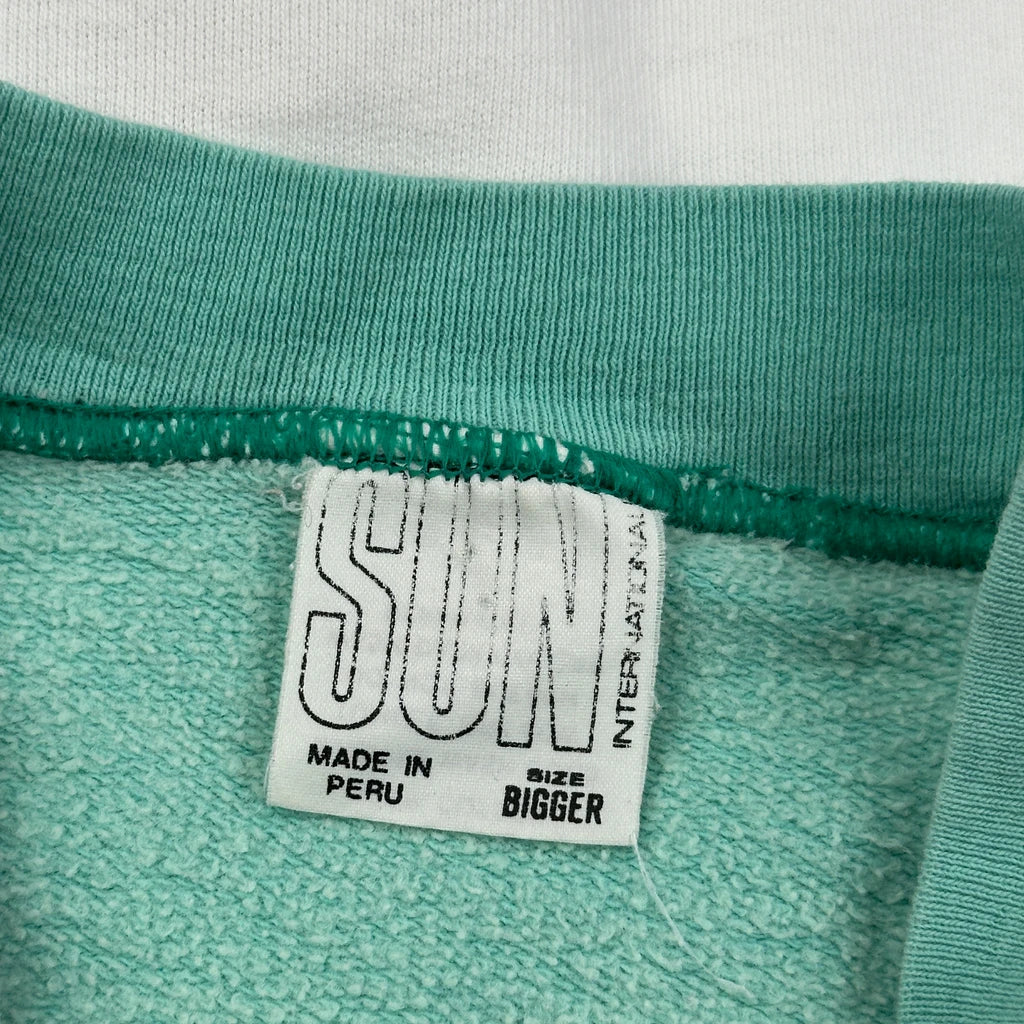 SUN
INTERNATIONAL
MADE IN
PERU
SIZE
BIGGER